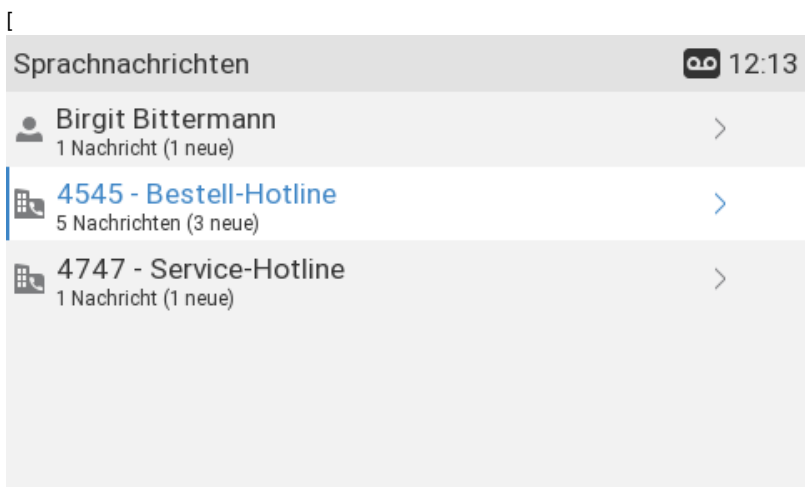 [
Sprachnachrichten 12:13
Birgit Bittermann
1 Nachricht (1 neue)
4545 - Bestell-Hotline
5 Nachrichten (3 neue)
4747 - Service-Hotline
1 Nachricht (1 neue)